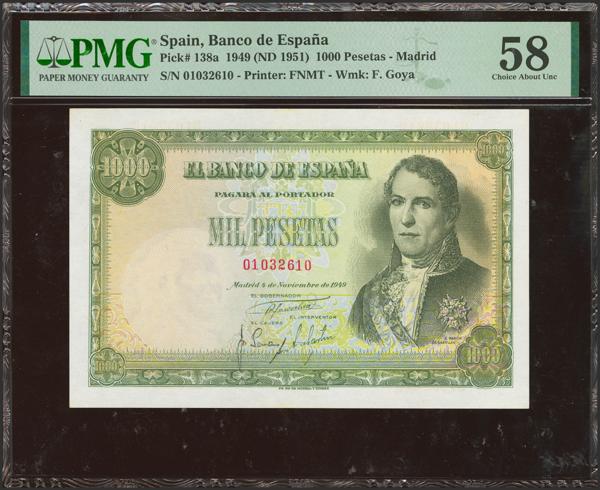 PMG®
PAPER MONEY GUARANTY
Spain, Banco de España
Pick# 138a 1949 (ND 1951) 1000 Pesetas - Madrid
S/N 01032610 - Printer: FNMT - Wmk: F. Goya
58
Choice About Unc
1000
1000
EL BANCO DE ESPAÑA
PAGARÁ AL PORTADOR
MIL PESETAS
01032610
Madrid 4 de Noviembre de 1949
EL GOBERNADOR
EL INTERVENTOR
EL CAJERO
1000
1000